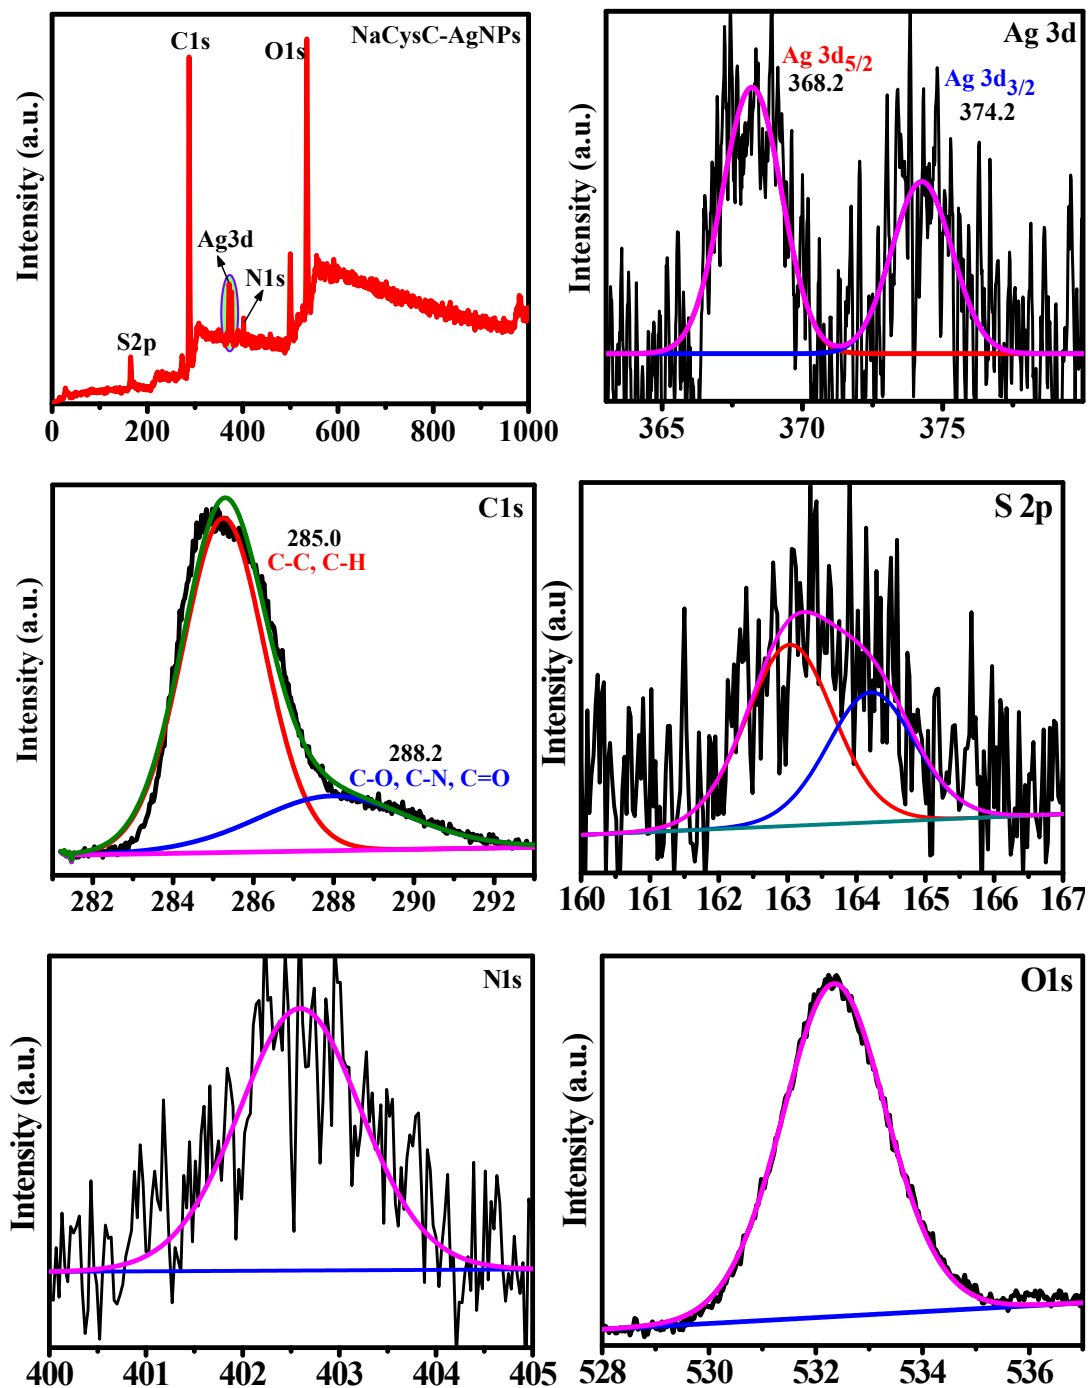 NaCysC-AgNPs
C1s
O1s
Ag3d
N1s
S2p
Intensity (a.u.)
0 200 400 600 800 1000
Ag 3d
Ag 3d5/2
368.2
Ag 3d3/2
374.2
Intensity (a.u.)
365 370 375
C1s
285.0
C-C, C-H
288.2
C-O, C-N, C=O
Intensity (a.u.)
282 284 286 288 290 292
S 2p
Intensity (a.u)
160 161 162 163 164 165 166 167
N1s
Intensity (a.u.)
400 401 402 403 404 405
O1s
Intensity (a.u.)
528 530 532 534 536